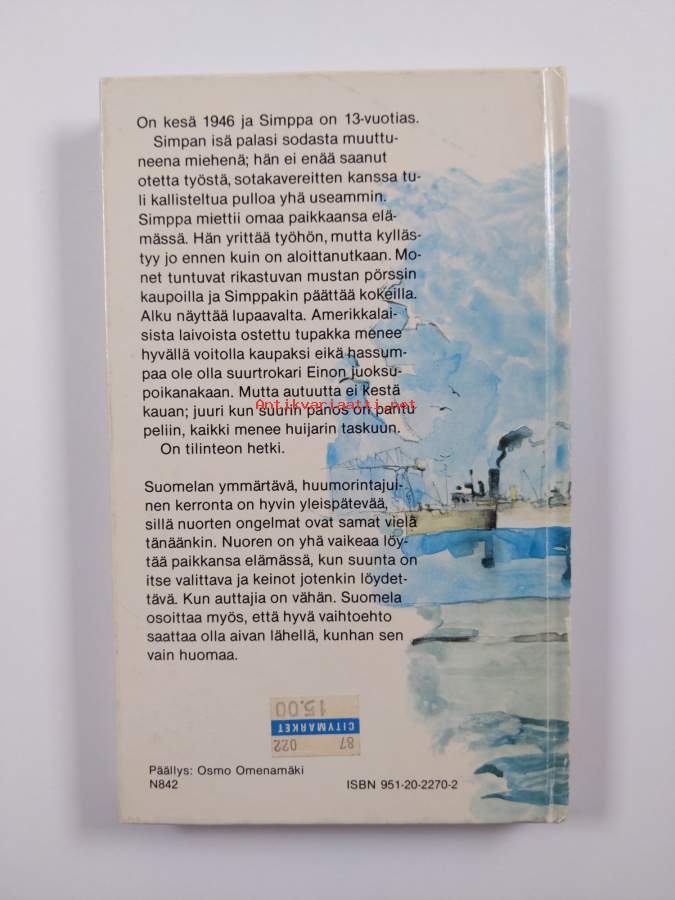 On kesä 1946 ja Simppa on 13-vuotias.
Simpan isä palasi sodasta muuttu-
neena miehenä; hän ei enää saanut
otetta työstä, sotakavereitten kanssa tu-
li kallisteltua pulloa yhä useammin.
Simppa miettii omaa paikkaansa elä-
mässä. Hän yrittää työhön, mutta kylläs-
tyy jo ennen kuin on aloittanutkaan. Mo-
net tuntuvat rikastuvan mustan pörssin
kaupoilla ja Simppakin päättää kokeilla.
Alku näyttää lupaavalta. Amerikkalai-
sista laivoista ostettu tupakka menee
hyvällä voitolla kaupaksi eikä hassum-
paa ole olla suurtrokari Einon juoksu-
poikanakaan. Mutta autuutta ei kestä
Antikvariaatti.net
kauan; juuri kun suurin panos on pantu
peliin, kaikki menee huijarin taskuun.
On tilinteon hetki.
Suomelan ymmärtävä, huumorintajui-
nen kerronta on hyvin yleispätevää,
sillä nuorten ongelmat ovat samat vielä
tänäänkin. Nuoren on yhä vaikeaa löy-
tää paikkansa elämässä, kun suunta on
itse valittava ja keinot jotenkin löydet-
tävä. Kun auttajia on vähän. Suomela
osoittaa myös, että hyvä vaihtoehto
saattaa olla aivan lähellä, kunhan sen
vain huomaa.
15.00
CITYMARKET
87 022
Päällys: Osmo Omenamäki
N842 ISBN 951-20-2270-2